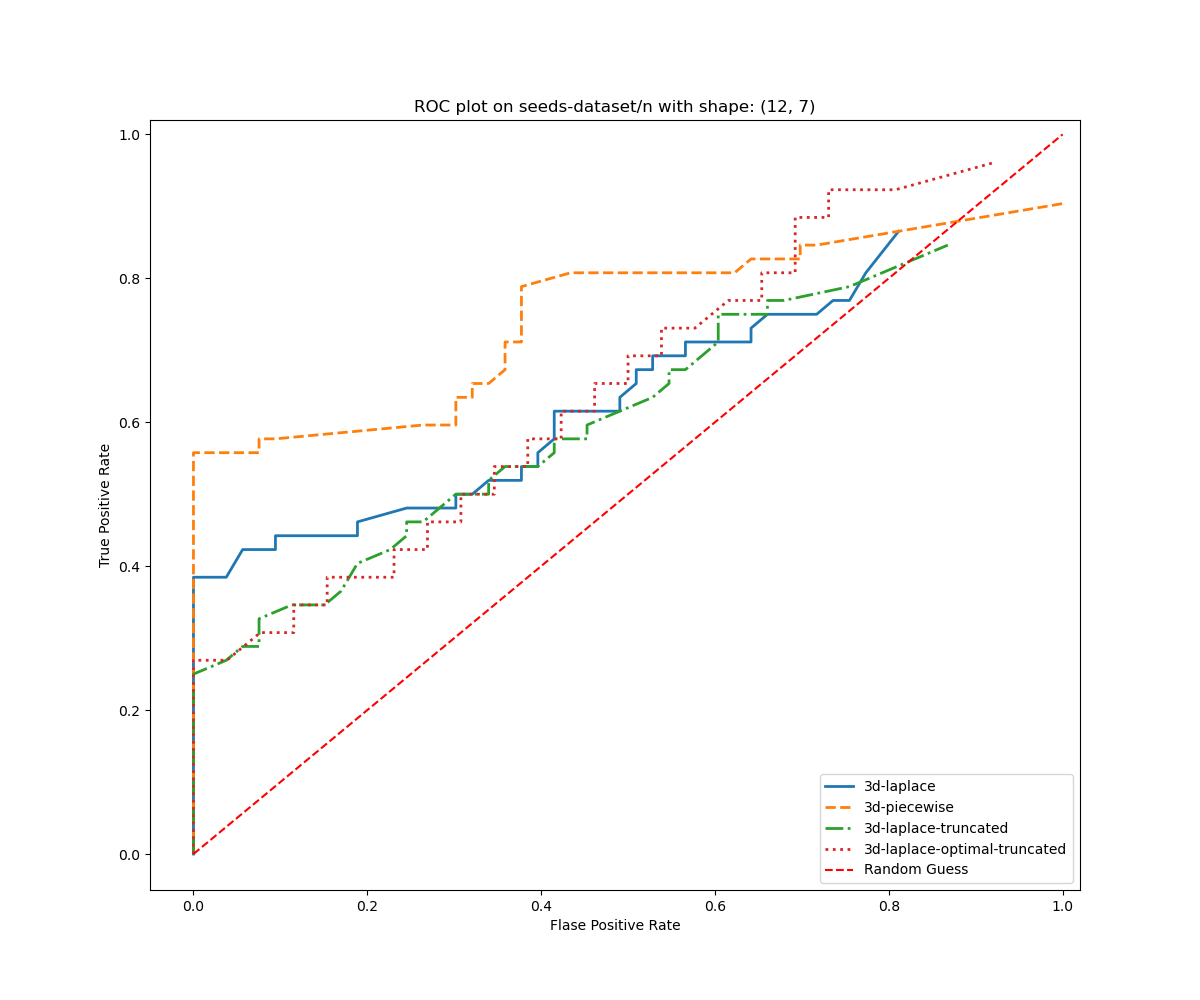 ROC plot on seeds-dataset/n with shape: (12, 7)
True Positive Rate
1.0
0.8
0.6
0.4
0.2
0.0
0.0 0.2 0.4 0.6 0.8 1.0
Flase Positive Rate
3d-laplace
3d-piecewise
3d-laplace-truncated
3d-laplace-optimal-truncated
Random Guess